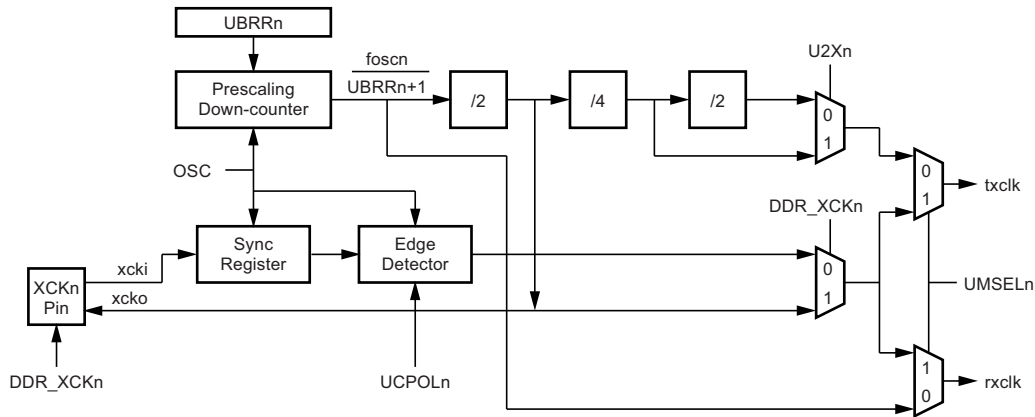 UBRRn
foscn
UBRRn+1
U2Xn
Prescaling
Down-counter
/2
/4
/2
0
1
OSC
0
1
txclk
DDR_XCKn
Sync
Register
Edge
Detector
0
1
xcki
XCKn
Pin
xcko
UMSELn
DDR_XCKn
UCPOLn
1
0
rxclk